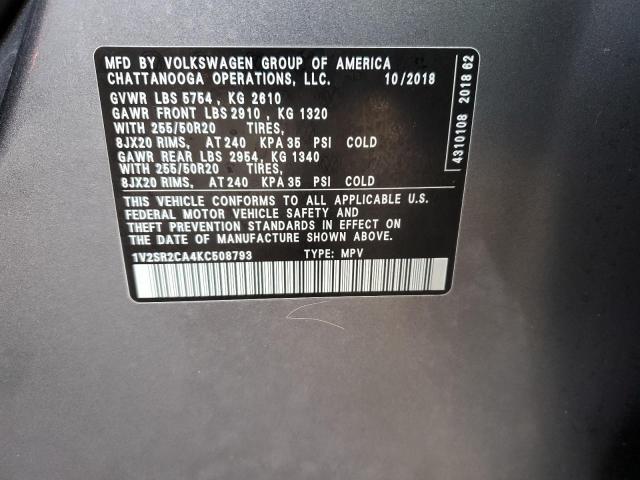 MFD BY VOLKSWAGEN GROUP OF AMERICA
CHATTANOOGA OPERATIONS, LLC. 10/2018
GVWR LBS 5754 , KG 2610
GAWR FRONT LBS 2910 , KG 1320
WITH 255/50R20 TIRES,
8JX20 RIMS, AT 240 KPA 35 PSI COLD
GAWR REAR LBS 2954, KG 1340
WITH 255/50R20 TIRES,
8JX20 RIMS, AT 240 KPA 35 PSI COLD
THIS VEHICLE CONFORMS TO ALL APPLICABLE U.S.
FEDERAL MOTOR VEHICLE SAFETY AND
THEFT PREVENTION STANDARDS IN EFFECT ON
THE DATE OF MANUFACTURE SHOWN ABOVE.
1V2SR2CA4KC508793 TYPE: MPV
4310108 2018 62